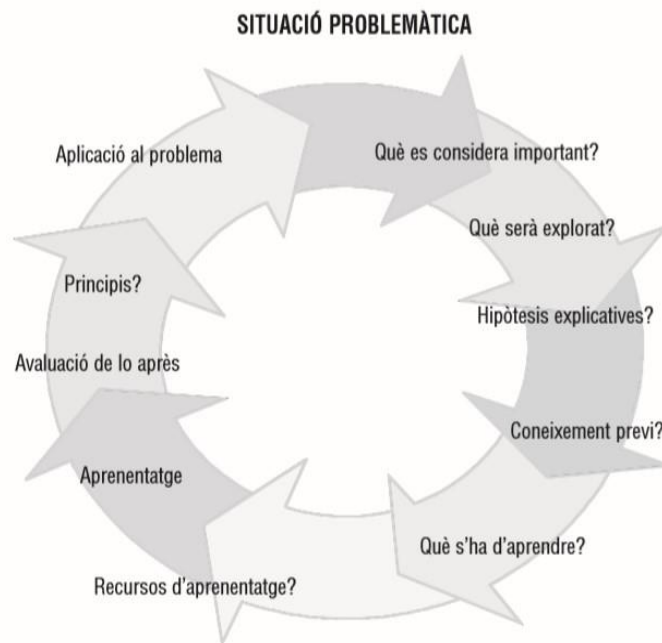 SITUACIÓ PROBLEMÀTICA
Què es considera important?
Què serà explorat?
Hipòtesis explicatives?
Coneixement previ?
Què s'ha d'aprendre?
Recursos d'aprenentatge?
Aprenentatge
Avaluació de lo après
Principis?
Aplicació al problema